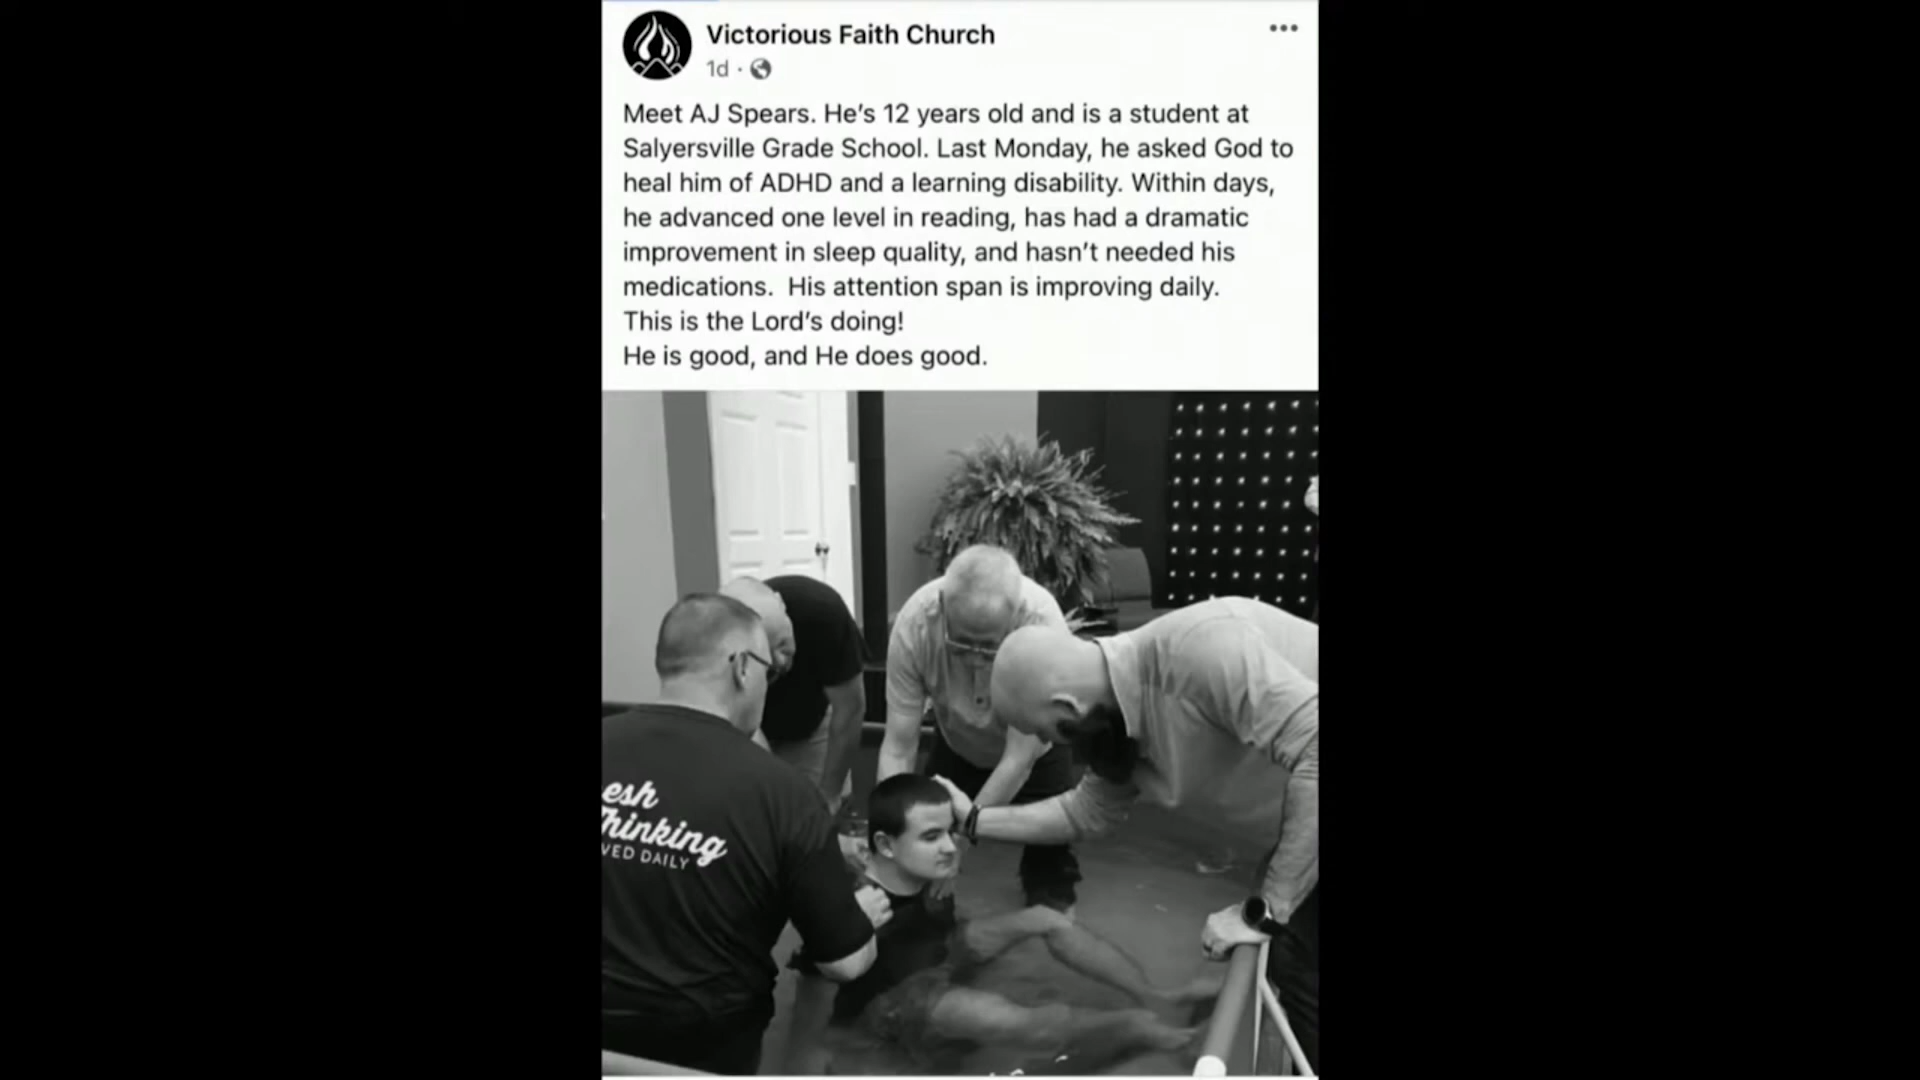 Victorious Faith Church
1d ·
Meet AJ Spears. He's 12 years old and is a student at
Salyersville Grade School. Last Monday, he asked God to
heal him of ADHD and a learning disability. Within days,
he advanced one level in reading, has had a dramatic
improvement in sleep quality, and hasn't needed his
medications.  His attention span is improving daily.
This is the Lord's doing!
He is good, and He does good.
esh
Thinking
VED DAILY